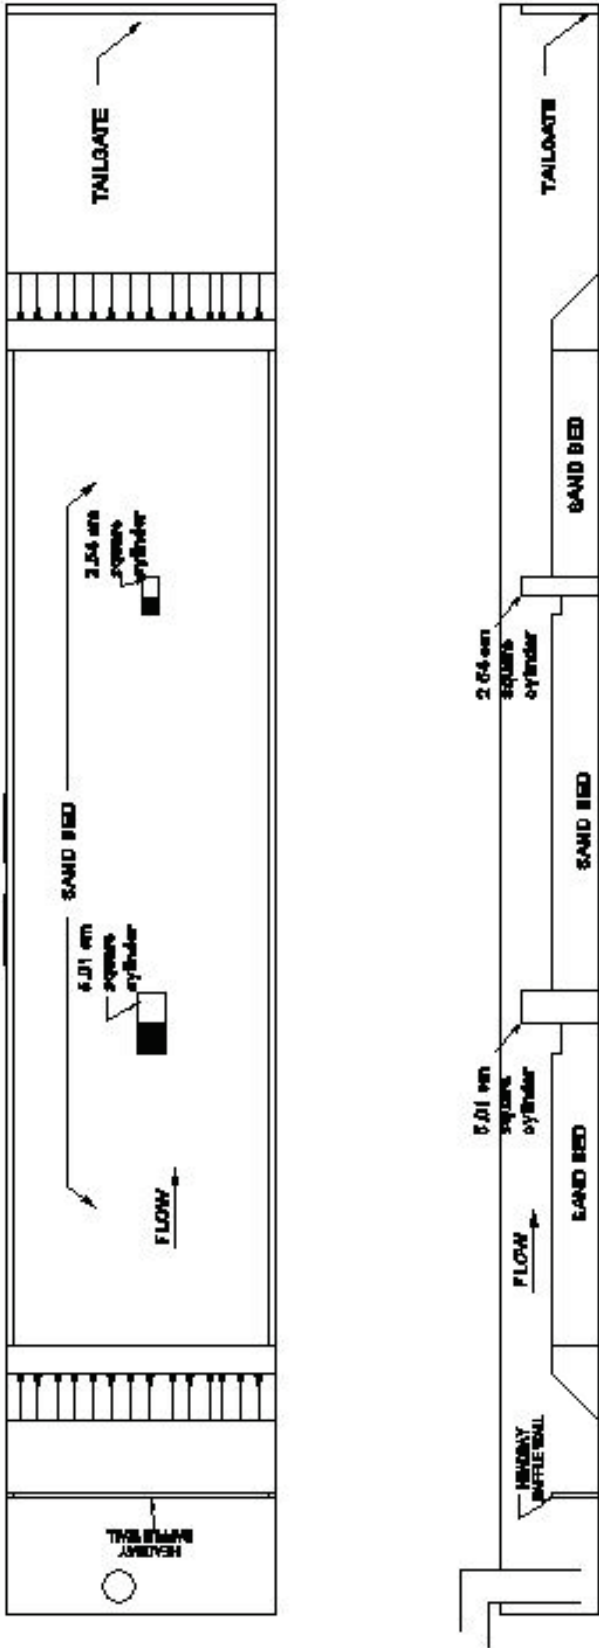 TAILGATE
2.54 cm
square
cylinder
SAND BED
5.01 cm
square
cylinder
FLOW
HEADBAY
BAFFLE WALL
TAILGATE
SAND BED
2.54 cm
square
cylinder
SAND BED
5.01 cm
square
cylinder
SAND BED
FLOW
HEADBAY
BAFFLE WALL